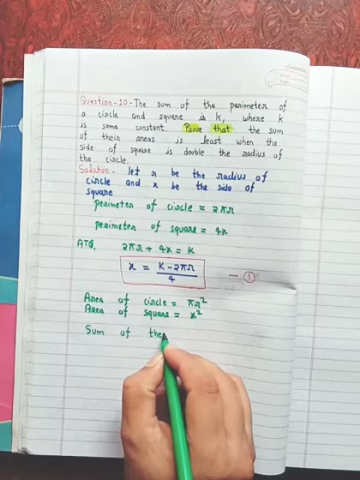 Question-10- The sum of the perimeter of
a circle and square is k, where k
is some constant. Prove that the sum
of their areas is least when the
side of square is double the radius of
the circle.
Solution- let r be the radius of
circle and x be the side of
square
perimeter of circle = 2πr
perimeter of square = 4x
ATQ, 2πr + 4x = k
x = k-2πr/4 — ①
Area of circle = πr²
Area of square = x²
Sum of the